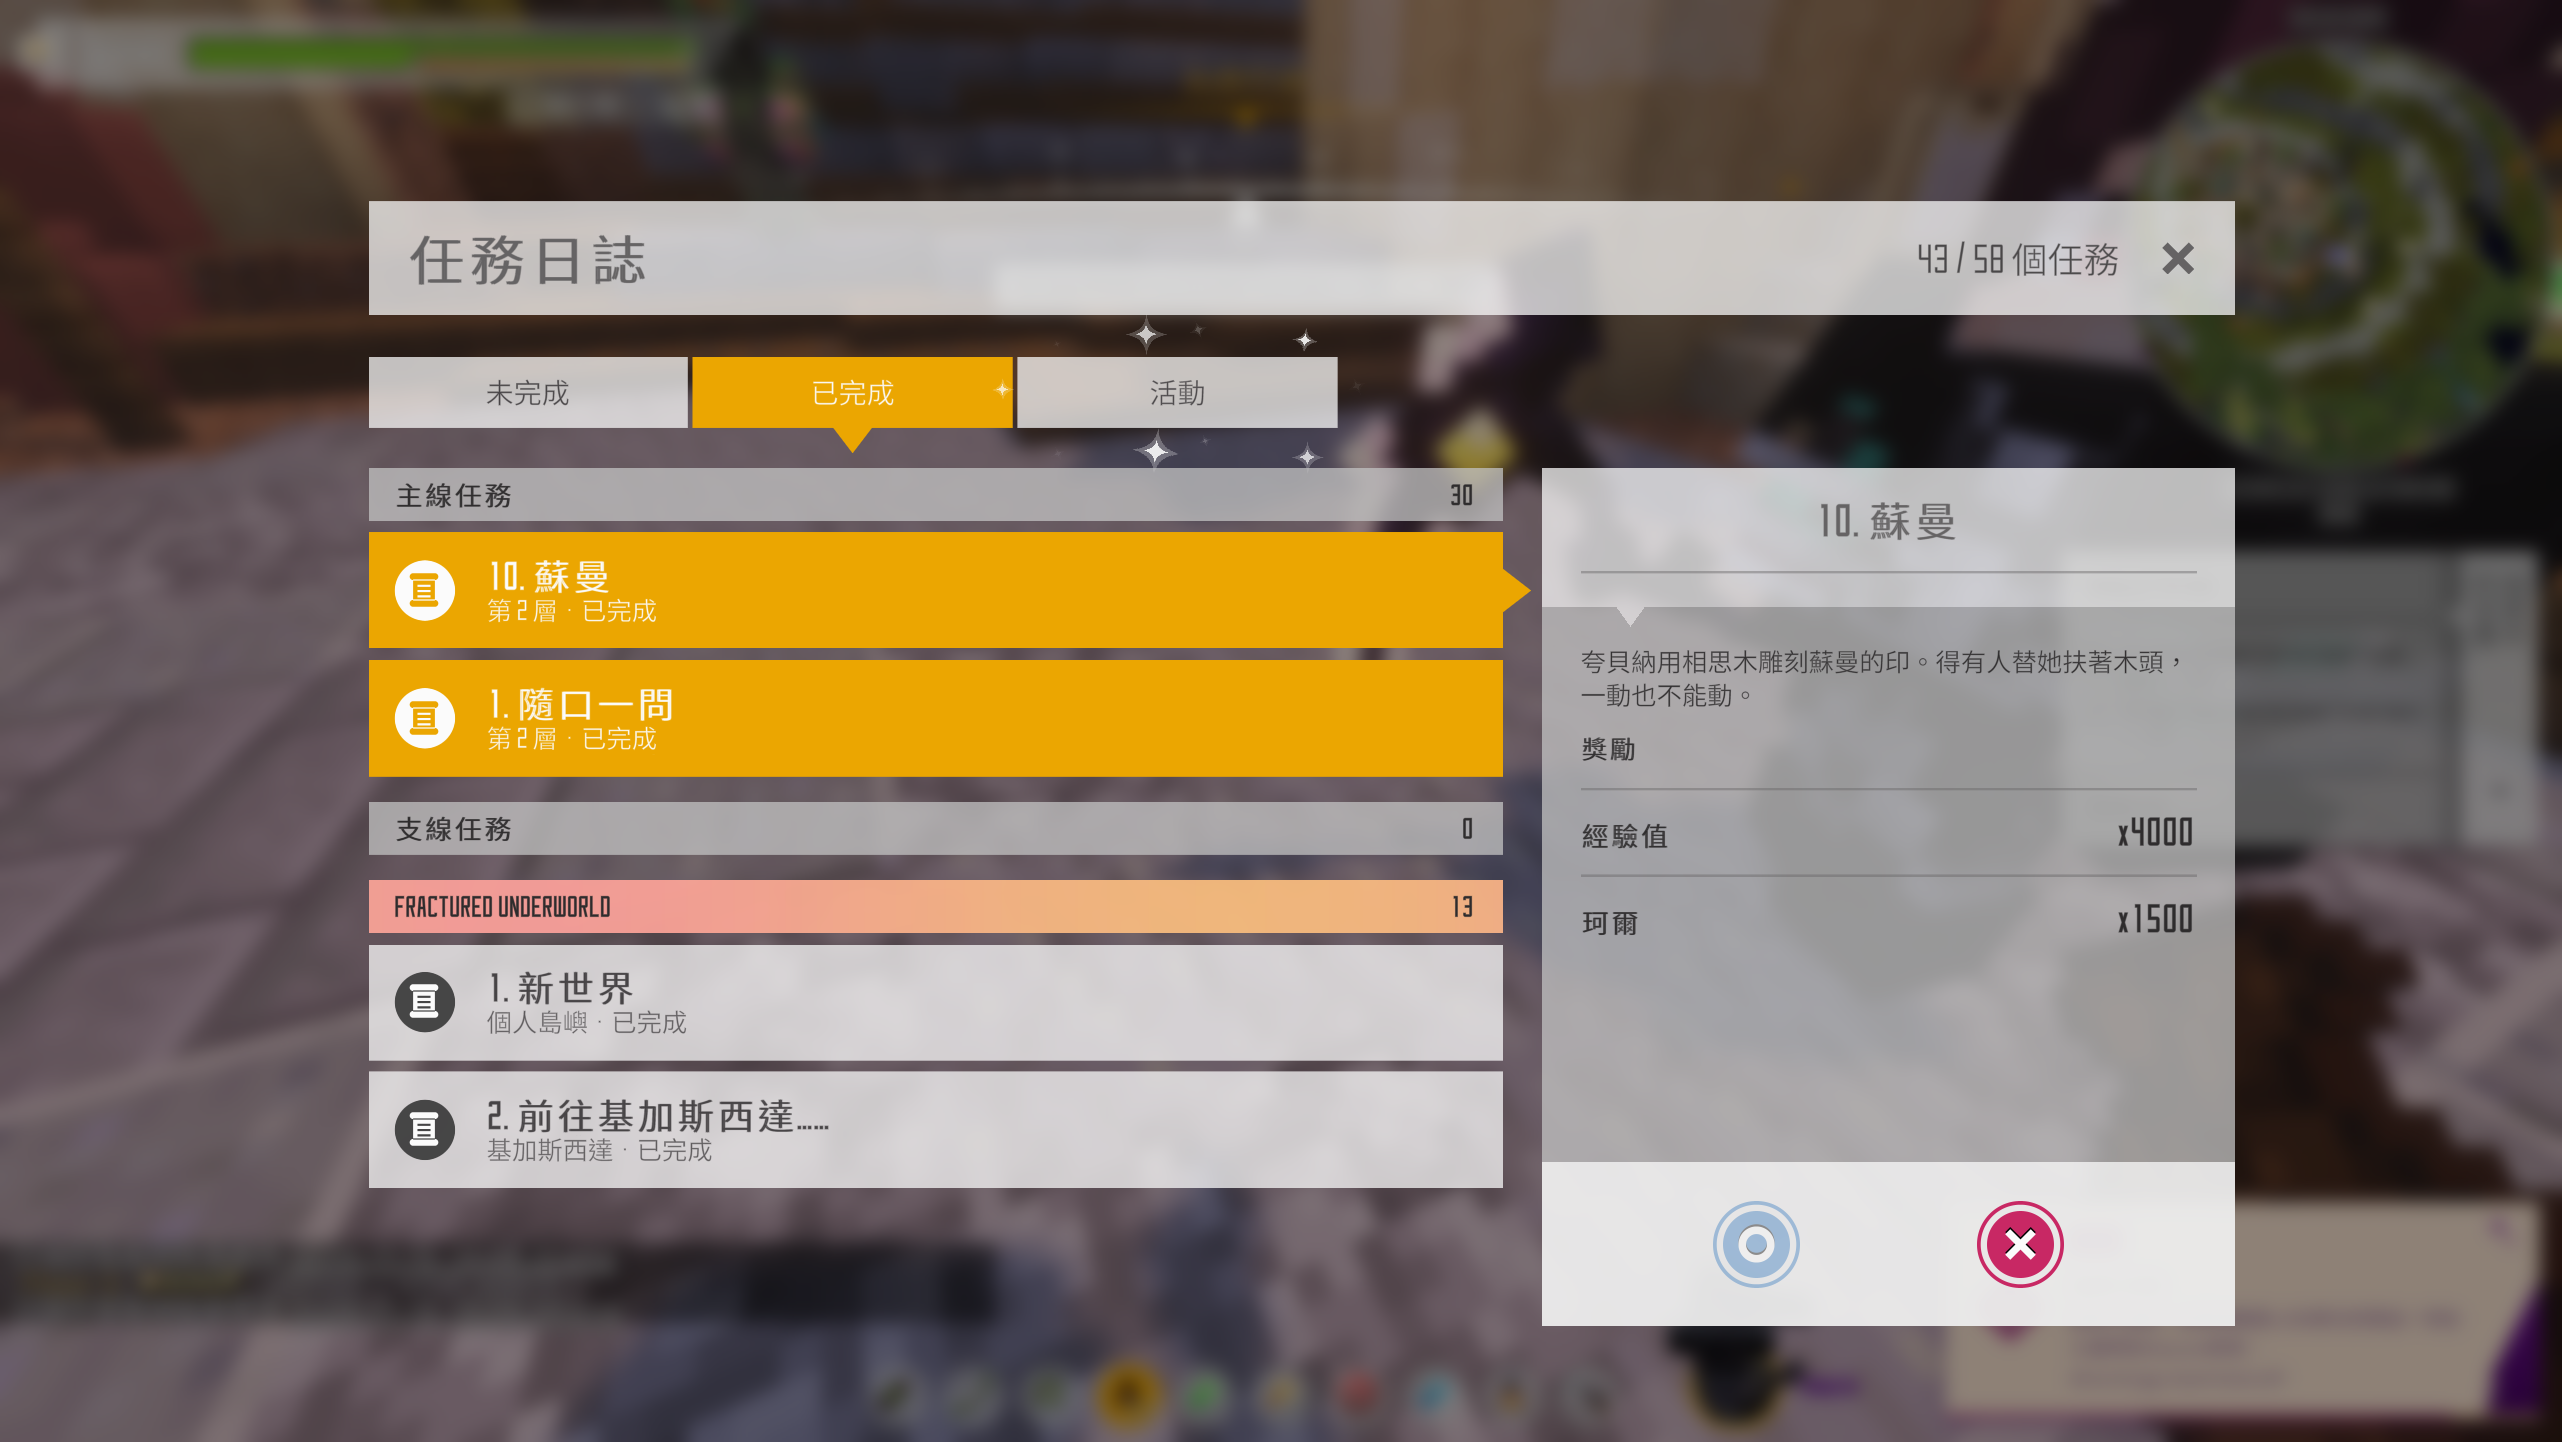 任務日誌
43 / 58 個任務
未完成
已完成
活動
主線任務
30
10. 蘇曼
第 2 層 · 已完成
1. 隨口一問
第 2 層 · 已完成
支線任務
0
FRACTURED UNDERWORLD
13
1. 新世界
個人島嶼 · 已完成
2. 前往基加斯西達……
基加斯西達 · 已完成
10. 蘇曼
夸貝納用相思木雕刻蘇曼的印。得有人替她扶著木頭，
一動也不能動。
獎勵
經驗值
x4000
珂爾
x1500